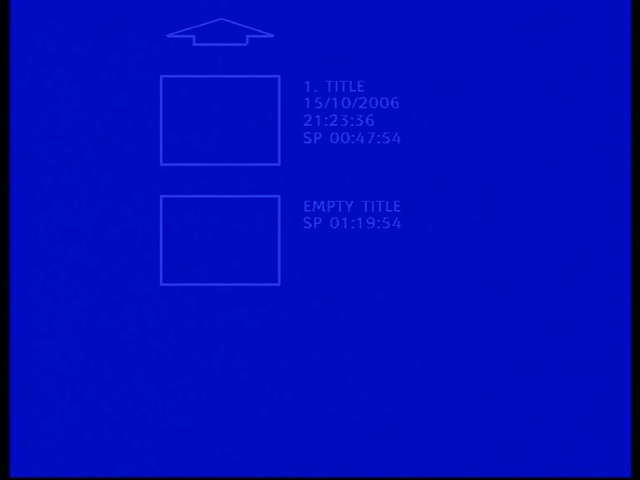 1. TITLE
15/10/2006
21:23:36
SP 00:47:54
EMPTY TITLE
SP 01:19:54